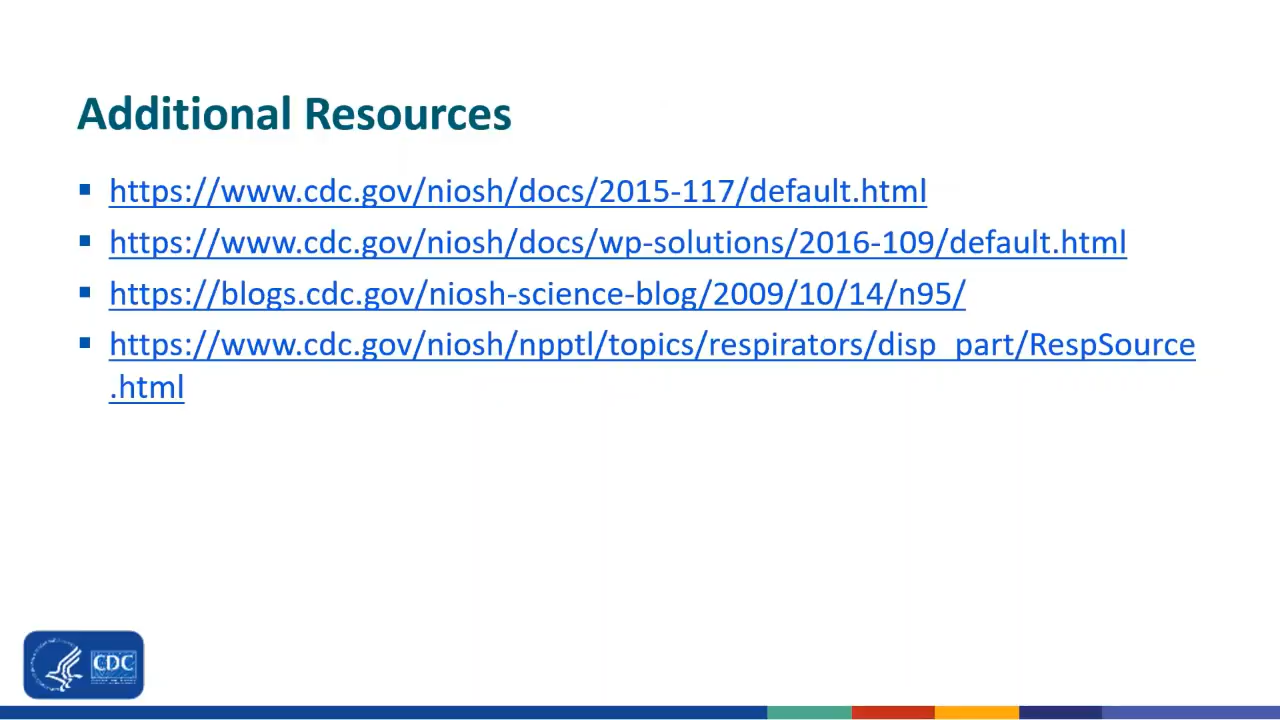 Additional Resources
https://www.cdc.gov/niosh/docs/2015-117/default.html
https://www.cdc.gov/niosh/docs/wp-solutions/2016-109/default.html
https://blogs.cdc.gov/niosh-science-blog/2009/10/14/n95/
https://www.cdc.gov/niosh/npptl/topics/respirators/disp_part/RespSource
.html
CDC